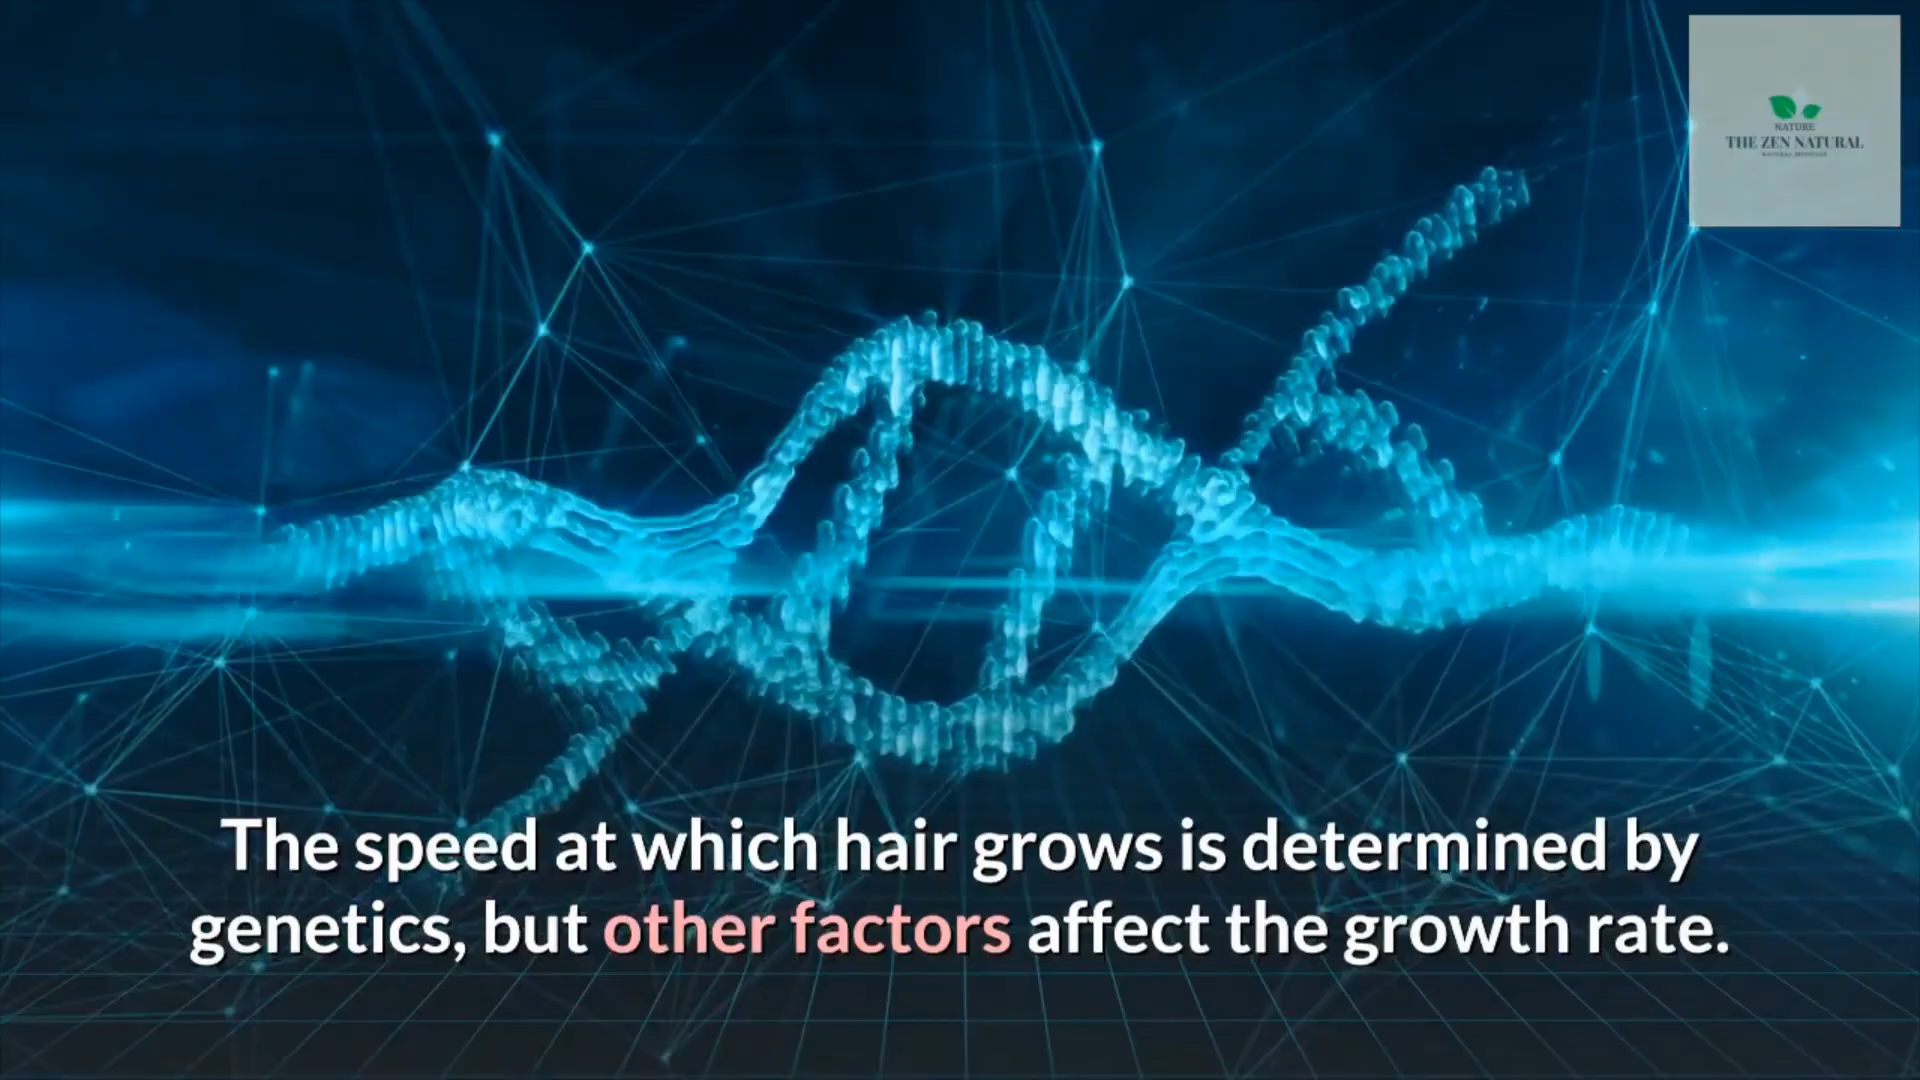 NATURE
THE ZEN NATURAL
The speed at which hair grows is determined by
genetics, but other factors affect the growth rate.